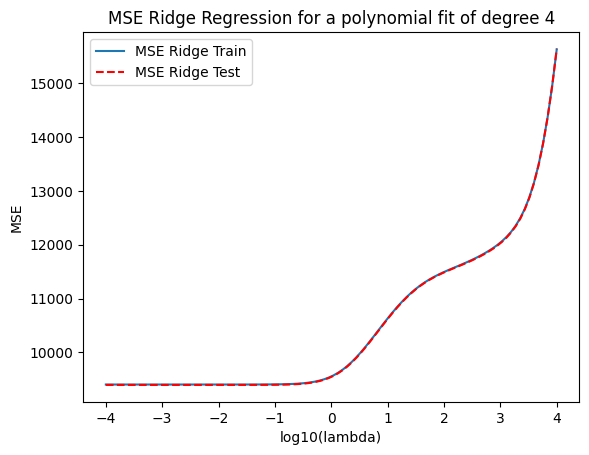 MSE Ridge Regression for a polynomial fit of degree 4
MSE Ridge Train
MSE Ridge Test
15000
14000
13000
12000
11000
10000
MSE
−4 −3 −2 −1 0 1 2 3 4
log10(lambda)